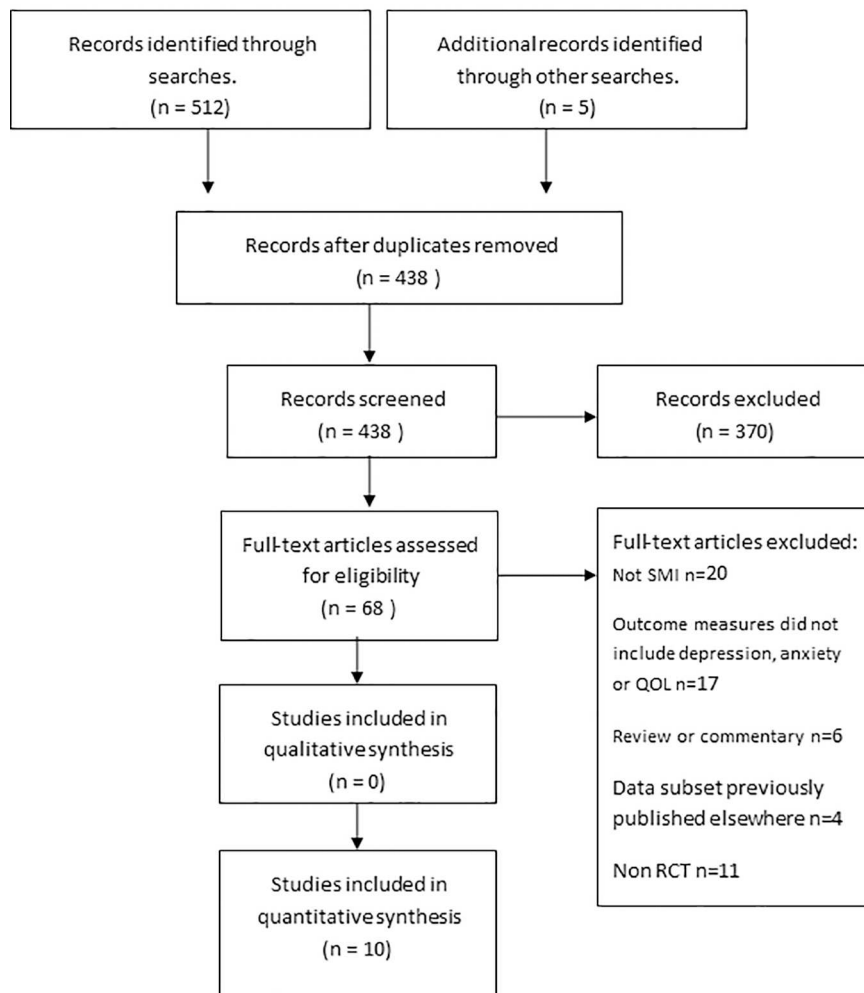 Records identified through
searches.
(n = 512)
Additional records identified
through other searches.
(n = 5)
Records after duplicates removed
(n = 438 )
Records screened
(n = 438 )
Records excluded
(n = 370)
Full-text articles assessed
for eligibility
(n = 68 )
Full-text articles excluded:
Not SMI n=20
Outcome measures did not
include depression, anxiety
or QOL n=17
Review or commentary n=6
Data subset previously
published elsewhere n=4
Non RCT n=11
Studies included in
qualitative synthesis
(n = 0)
Studies included in
quantitative synthesis
(n = 10)